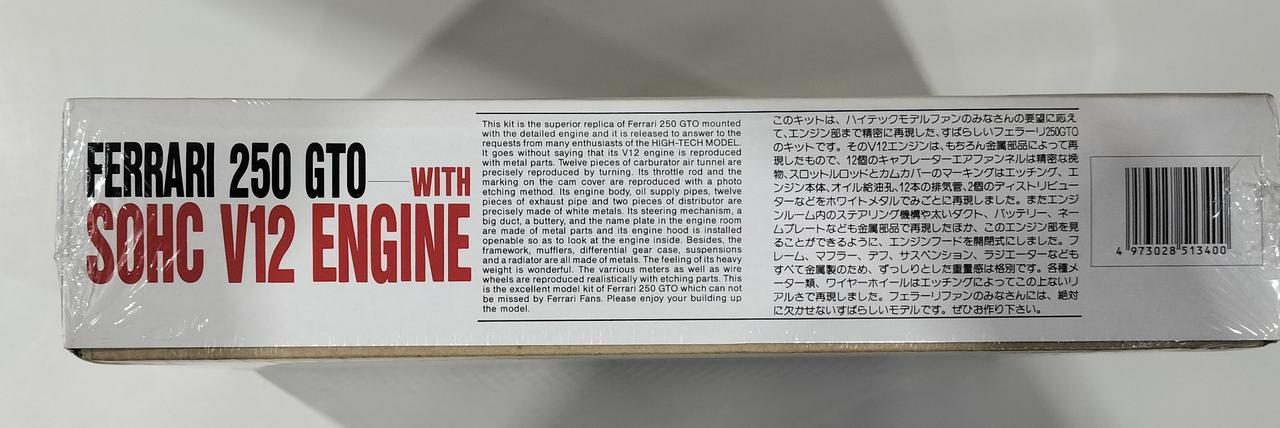 FERRARI 250 GTO WITH
SOHC V12 ENGINE
This kit is the superior replica of Ferrari 250 GTO mounted
with the detailed engine and it is released to answer to the
requests from many enthusiasts of the HIGH-TECH MODEL.
It goes without saying that its V12 engine is reproduced
with metal parts. Twelve pieces of carburator air tunnel are
precisely reproduced by turning. Its throttle rod and the
marking on the cam cover are reproduced with a photo
etching method. Its engine body, oil supply pipes, twelve
pieces of exhaust pipe and two pieces of distributor are
precisely made of white metals. Its steering mechanism, a
big duct, a buttery, and the name plate in the engine room
are made of metal parts and its engine hood is installed
openable so as to look at the engine inside. Besides, the
framework, mufflers, differential gear case, suspensions
and a radiator are all made of metals. The feeling of its heavy
weight is wonderful. The varrious meters as well as wire
wheels are reproduced realistically with etching parts. This
is the excellent model kit of Ferrari 250 GTO which can not
be missed by Ferrari Fans. Please enjoy your building up
the model.
このキットは、ハイテックモデルファンのみなさんの要望に応え
て、エンジン部まで精密に再現した、すばらしいフェラーリ250GTO
のキットです。そのV12エンジンは、もちろん金属部品によって再
現したもので、12個のキャブレーターエアファンネルは精密な挽
物、スロットルロッドとカムカバーのマーキングはエッチング、エ
ンジン本体、オイル給油孔、12本の排気管、2個のディストリビュー
ターなどをホワイトメタルでみごとに再現しました。またエンジ
ンルーム内のステアリング機構や太いダクト、バッテリー、ネー
ムプレートなども金属部品で再現したほか、このエンジン部を見
ることができるように、エンジンフードを開閉式にしました。フ
レーム、マフラー、デフ、サスペンション、ラジエーターなども
すべて金属製のため、ずっしりとした重量感は格別です。各種メ
ーター類、ワイヤーホイールはエッチングによってこの上ないリ
アルさで再現しました。フェラーリファンのみなさんには、絶対
に欠かせないすばらしいモデルです。ぜひお作り下さい。
4 973028 513400